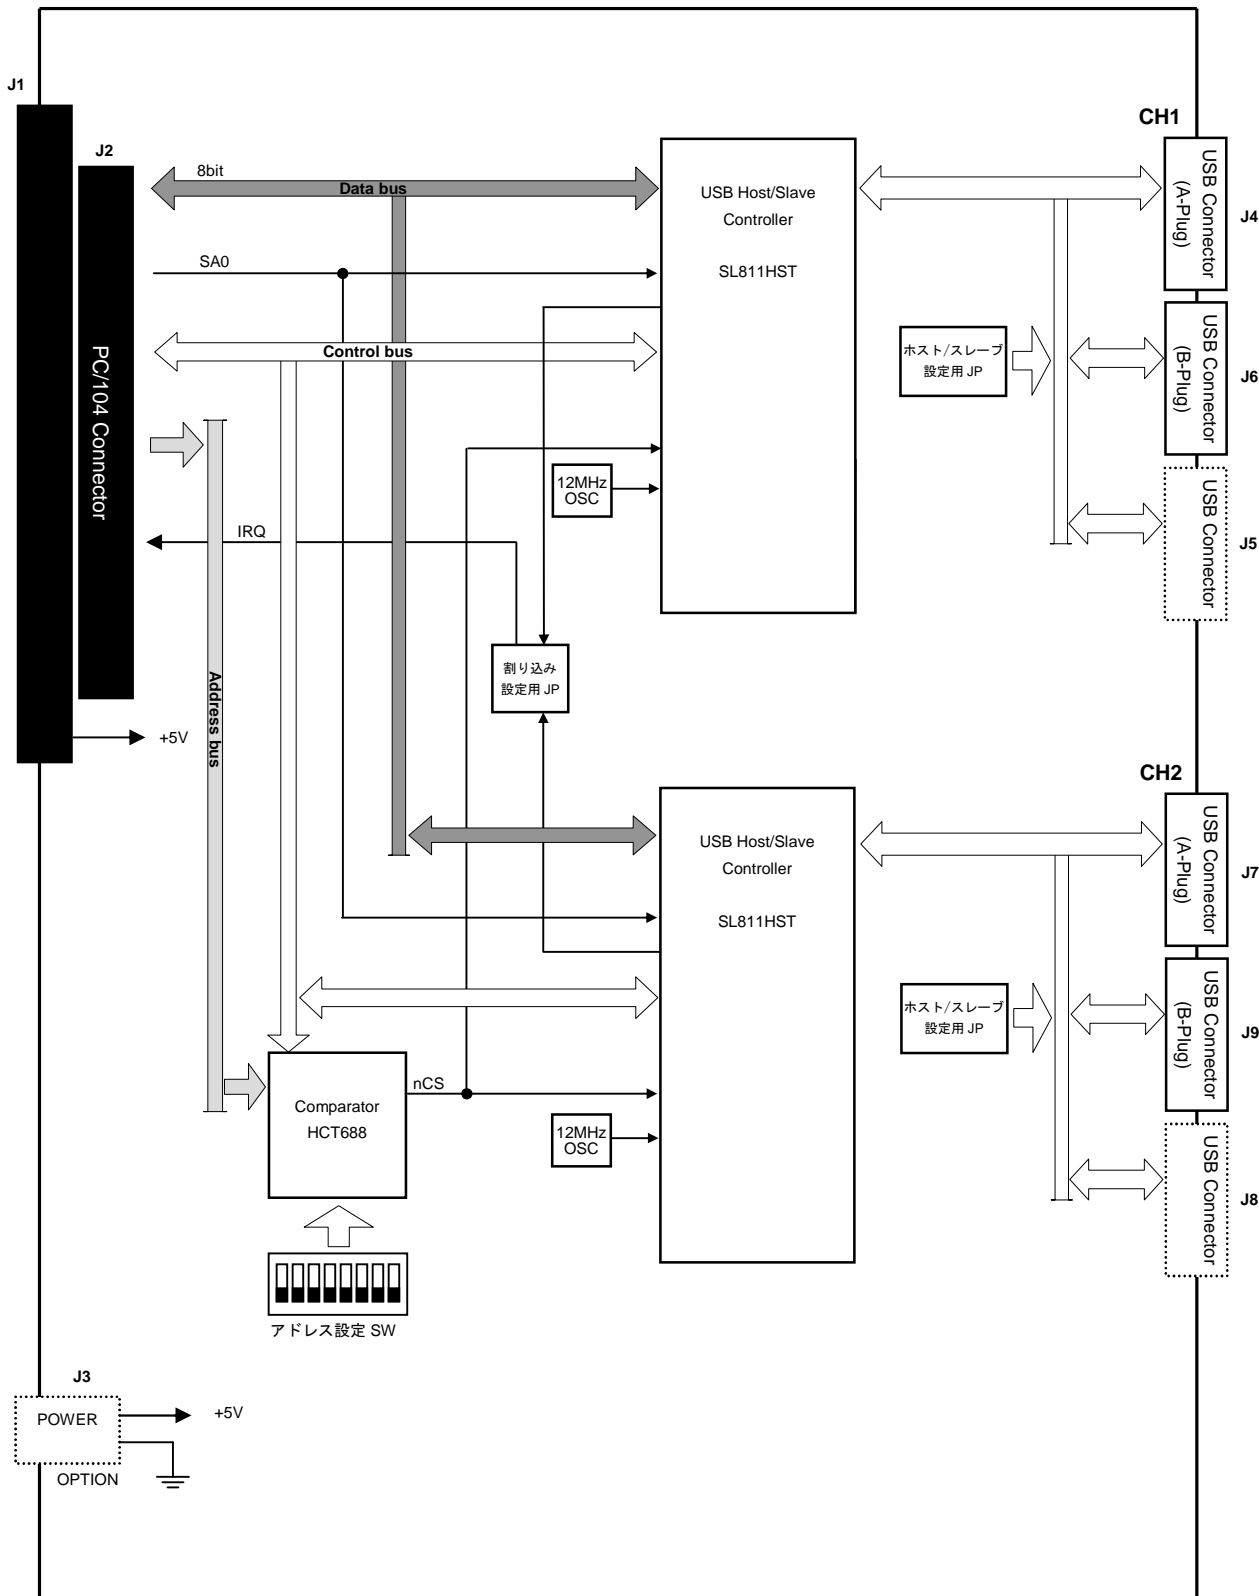 J1
J2
PC/104 Connector
8bit
Data bus
SA0
Control bus
IRQ
Address bus
+5V
USB Host/Slave
Controller
SL811HST
12MHz
OSC
割り込み
設定用 JP
ホスト/スレーブ
設定用 JP
CH1
USB Connector
(A-Plug)
J4
USB Connector
(B-Plug)
J6
USB Connector
J5
USB Host/Slave
Controller
SL811HST
12MHz
OSC
nCS
Comparator
HCT688
アドレス設定 SW
ホスト/スレーブ
設定用 JP
CH2
USB Connector
(A-Plug)
J7
USB Connector
(B-Plug)
J9
USB Connector
J8
J3
POWER
+5V
OPTION